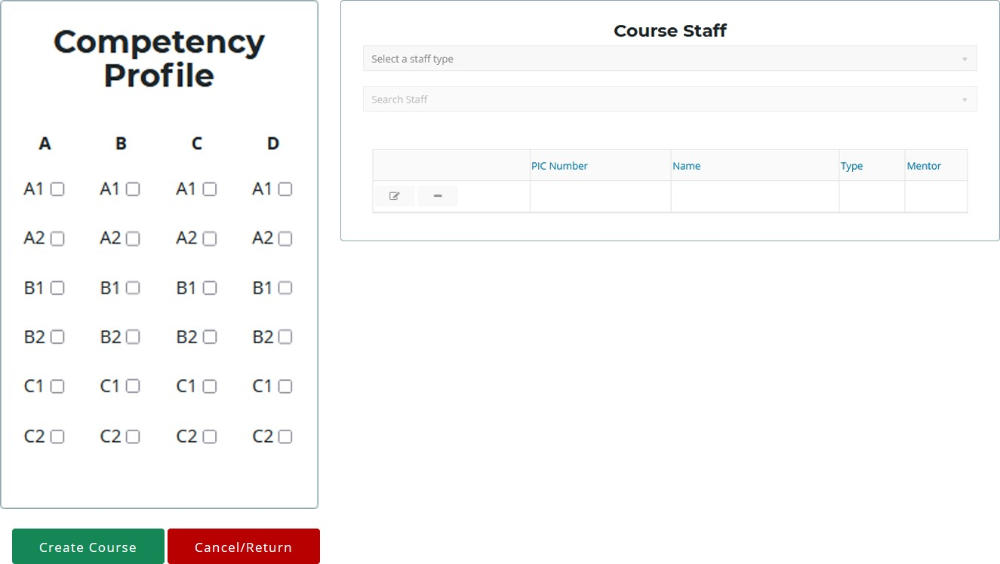 Competency
Profile
A B C D
A1 A1 A1 A1
A2 A2 A2 A2
B1 B1 B1 B1
B2 B2 B2 B2
C1 C1 C1 C1
C2 C2 C2 C2
Create Course Cancel/Return
Course Staff
Select a staff type
Search Staff
PIC Number Name Type Mentor